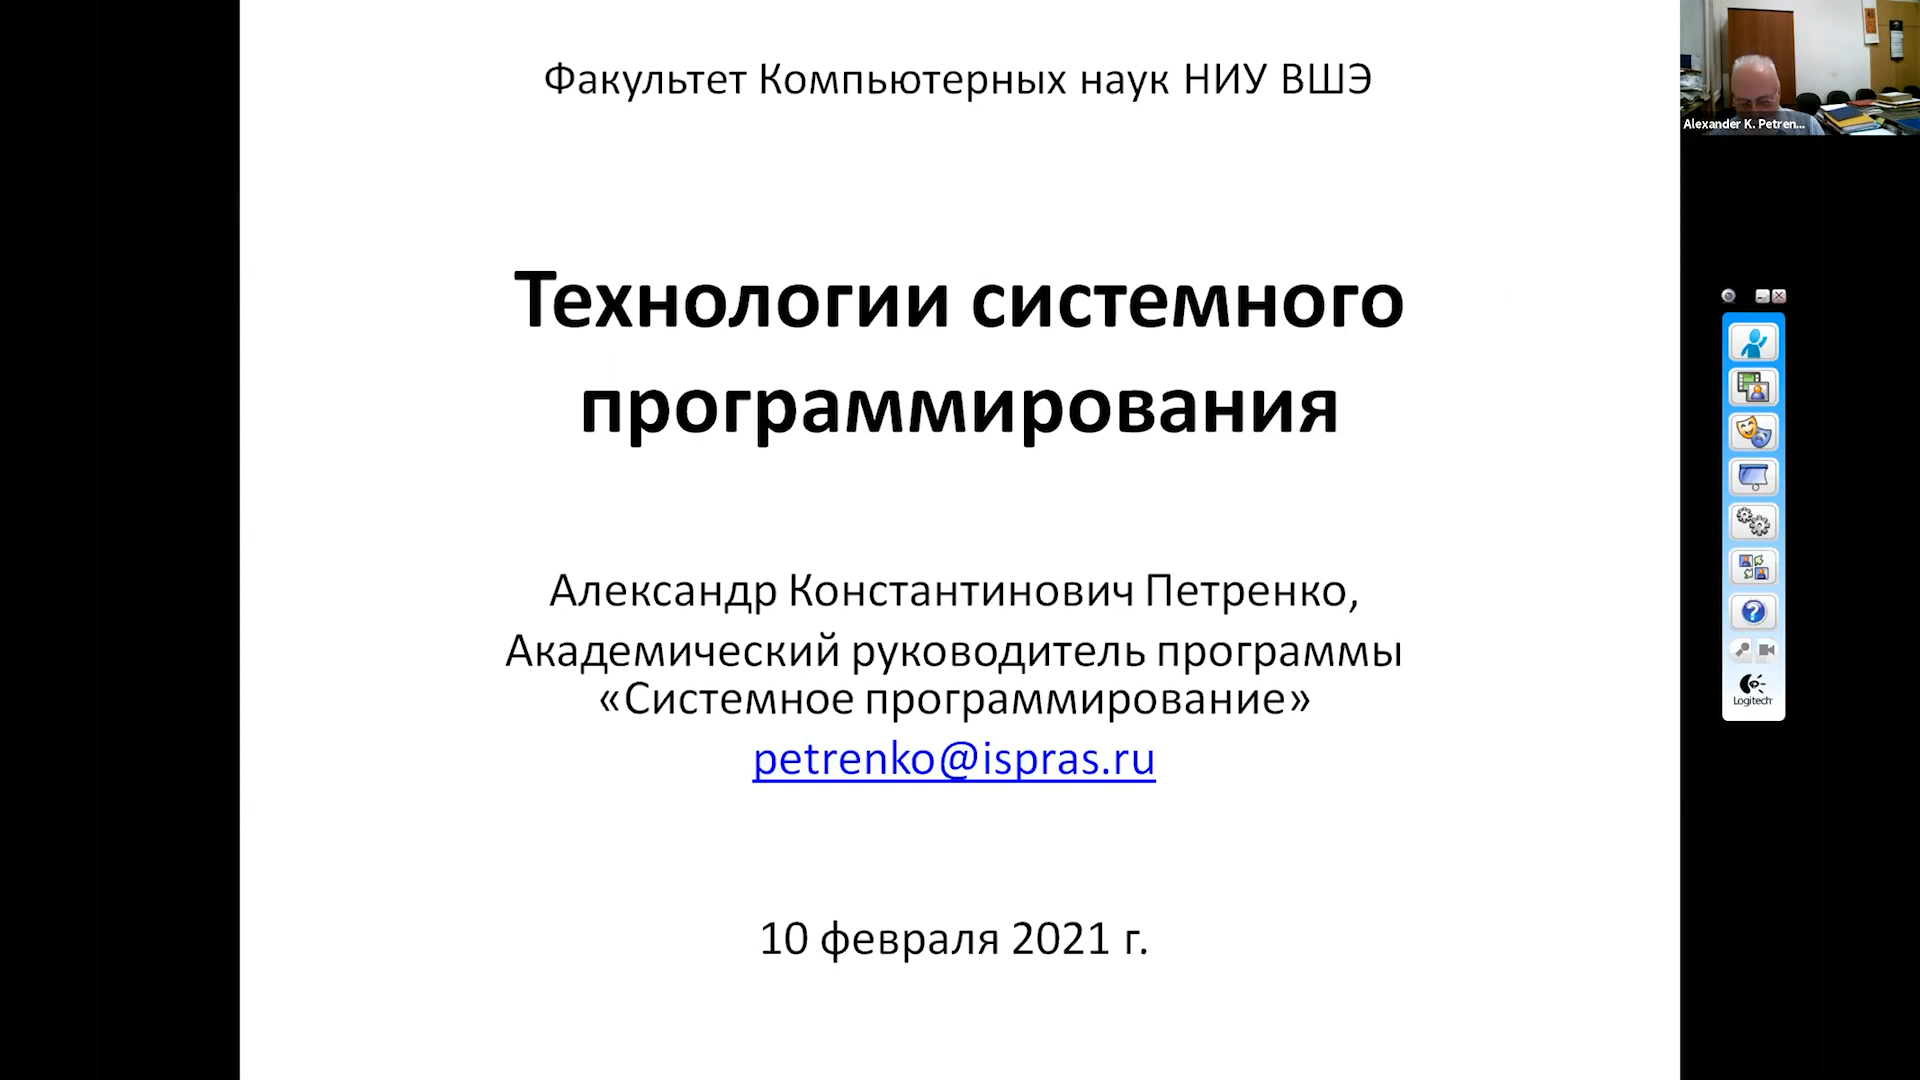 Факультет Компьютерных наук НИУ ВШЭ
Alexander K. Petren...
Технологии системного
программирования
Александр Константинович Петренко,
Академический руководитель программы
«Системное программирование»
petrenko@ispras.ru
Logitech
10 февраля 2021 г.